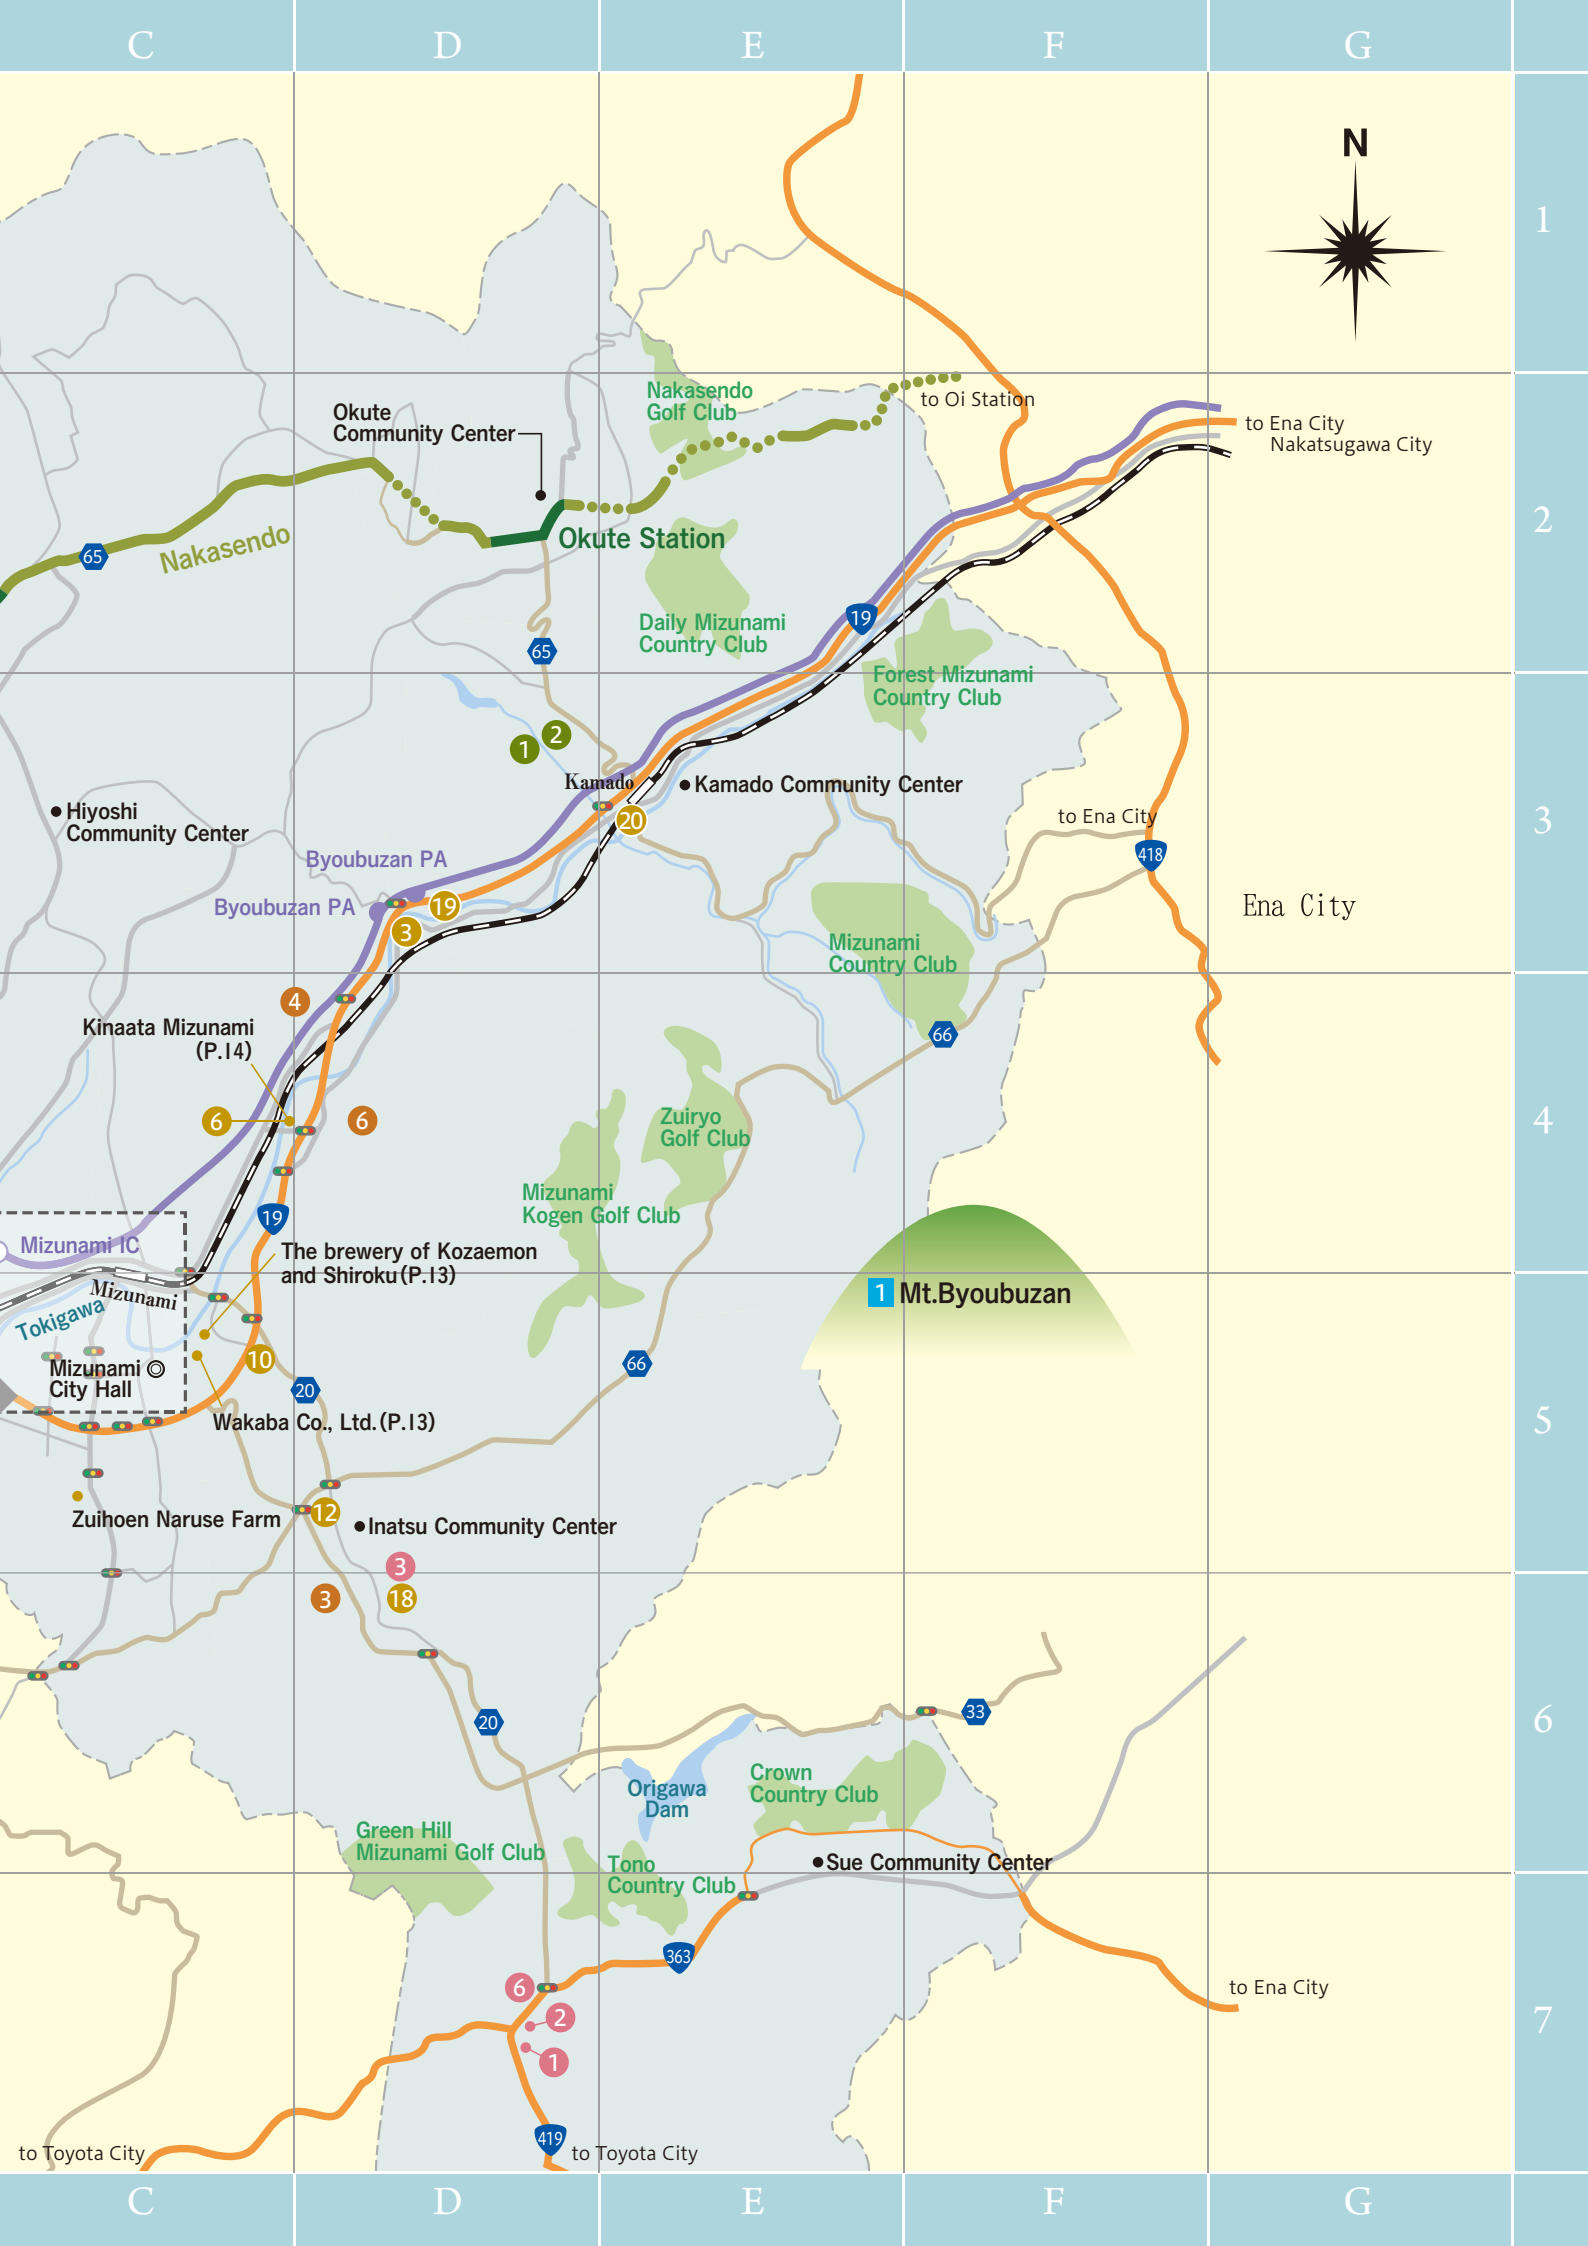 C
D
E
F
G
N
1
Nakasendo
Golf Club
to Oi Station
Okute
Community Center
to Ena City
Nakatsugawa City
2
Okute Station
Nakasendo
65
19
Daily Mizunami
Country Club
65
Forest Mizunami
Country Club
1
2
Kamado
Kamado Community Center
Hiyoshi
Community Center
20
to Ena City
3
418
Byoubuzan PA
Byoubuzan PA
19
3
Ena City
Mizunami
Country Club
4
Kinaata Mizunami
(P.14)
66
6
6
Zuiryo
Golf Club
4
Mizunami
Kogen Golf Club
19
Mizunami IC
The brewery of Kozaemon
and Shiroku(P.13)
Mizunami
Tokigawa
1
Mt.Byoubuzan
Mizunami
City Hall
10
20
66
Wakaba Co., Ltd.(P.13)
5
Zuihoen Naruse Farm
12
Inatsu Community Center
3
3
18
20
33
6
Origawa
Dam
Crown
Country Club
Green Hill
Mizunami Golf Club
Tono
Country Club
Sue Community Center
363
6
2
1
to Ena City
7
419
to Toyota City
to Toyota City
C
D
E
F
G